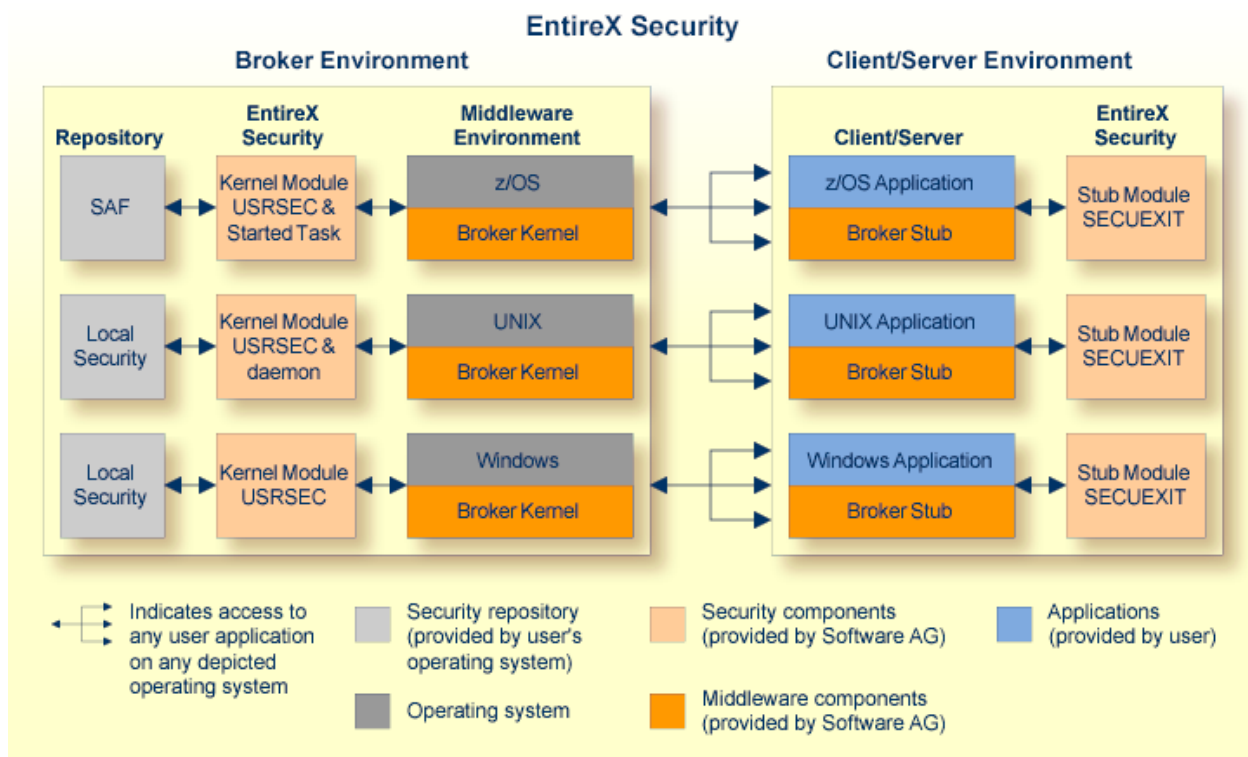 EntireX Security
Broker Environment
Client/Server Environment
Repository
EntireX
Security
Middleware
Environment
Client/Server
EntireX
Security
SAF
Kernel Module
USRSEC &
Started Task
z/OS
Broker Kernel
z/OS Application
Broker Stub
Stub Module
SECUEXIT
Local
Security
Kernel Module
USRSEC &
daemon
UNIX
Broker Kernel
UNIX Application
Broker Stub
Stub Module
SECUEXIT
Local
Security
Kernel Module
USRSEC
Windows
Broker Kernel
Windows Application
Broker Stub
Stub Module
SECUEXIT
Indicates access to
any user application
on any depicted
operating system
Security repository
(provided by user's
operating system)
Security components
(provided by Software AG)
Applications
(provided by user)
Operating system
Middleware components
(provided by Software AG)